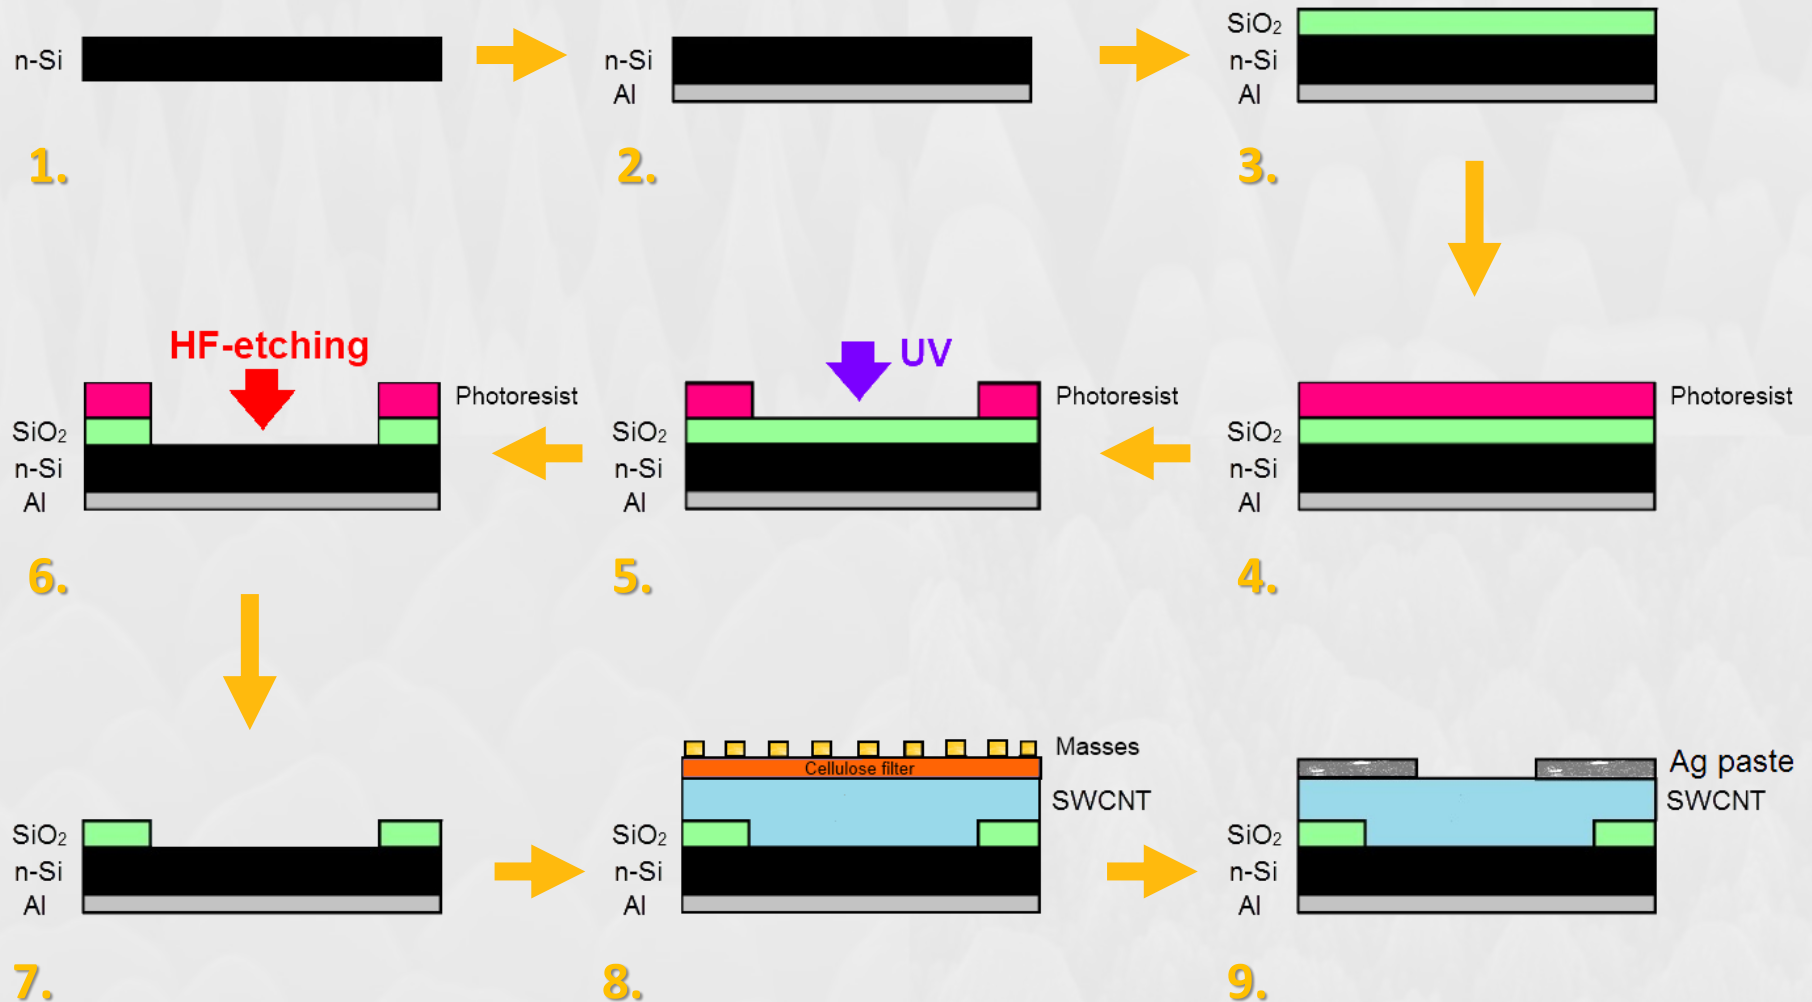 n-Si
1.
n-Si
Al
2.
SiO₂
n-Si
Al
3.
Photoresist
SiO₂
n-Si
Al
4.
UV
Photoresist
SiO₂
n-Si
Al
5.
HF-etching
Photoresist
SiO₂
n-Si
Al
6.
SiO₂
n-Si
Al
7.
Masses
Cellulose filter
SWCNT
SiO₂
n-Si
Al
8.
Ag paste
SWCNT
SiO₂
n-Si
Al
9.